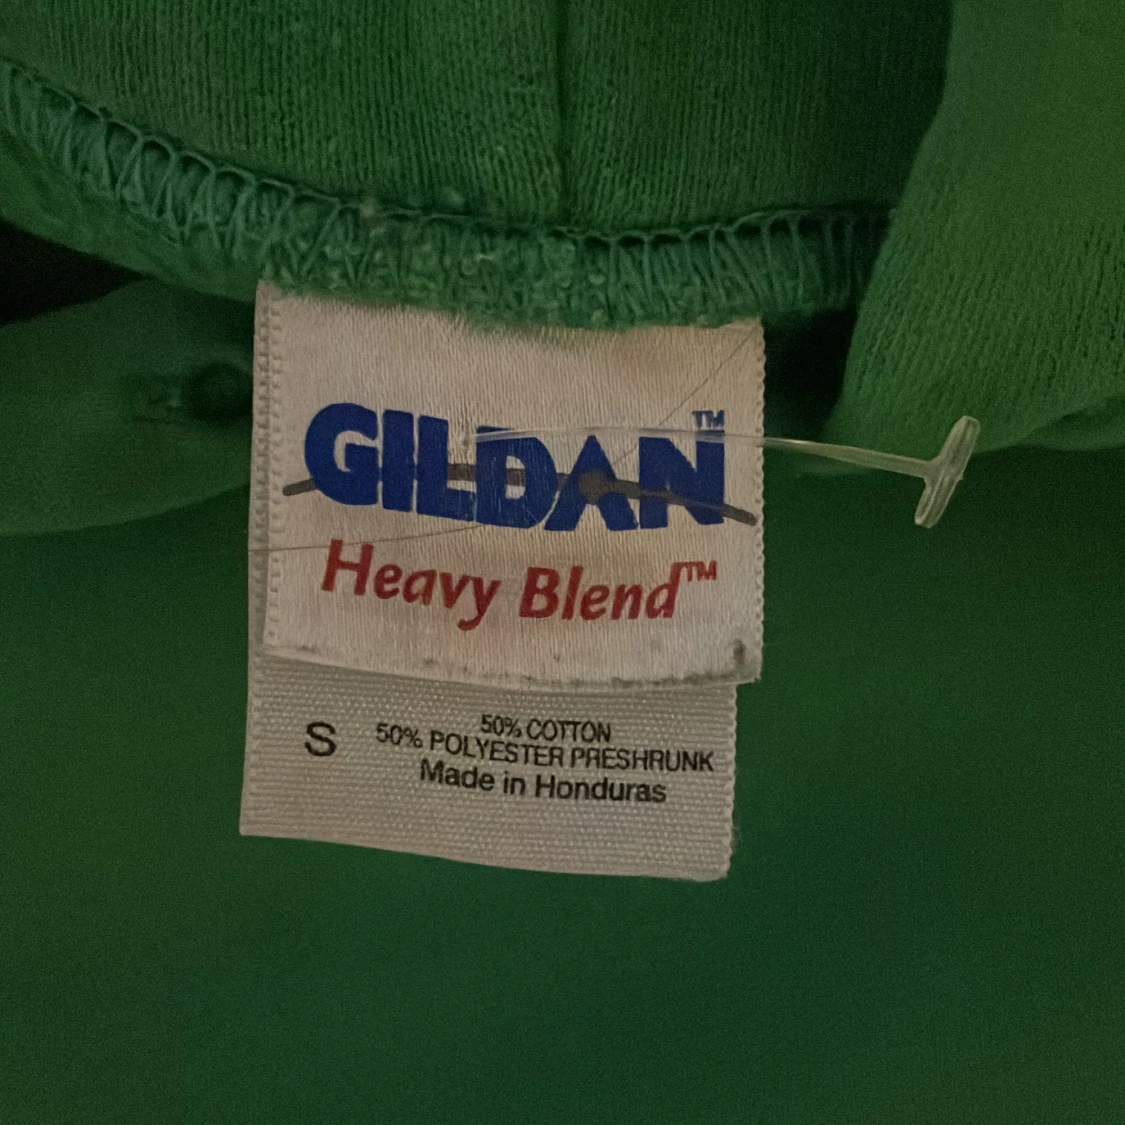 GILDAN™
Heavy Blend™
S
50% COTTON
50% POLYESTER PRESHRUNK
Made in Honduras